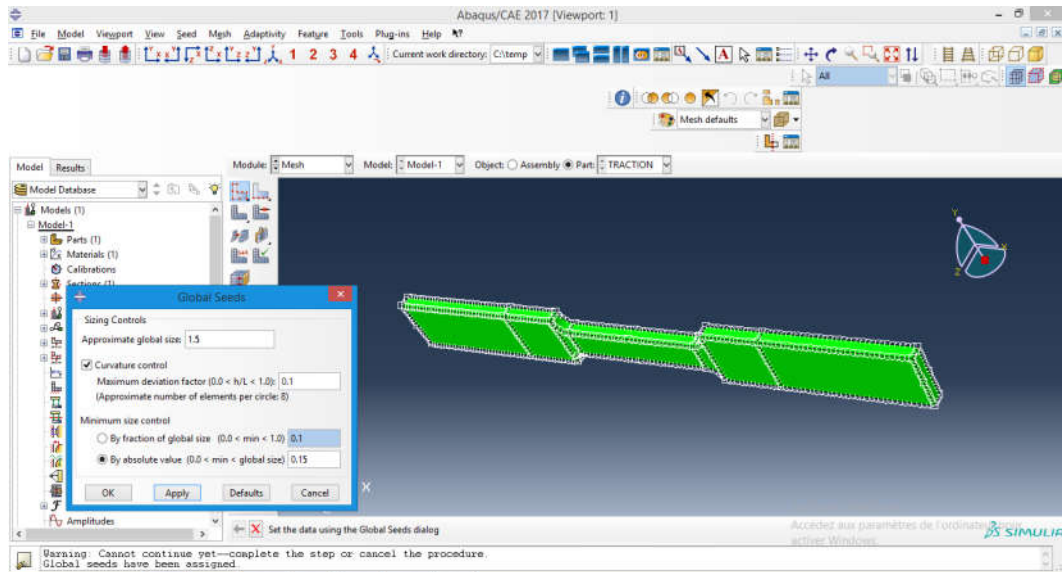 Abaqus/CAE 2017 [Viewport: 1]
File Model Viewport View Seed Mesh Adaptivity Feature Tools Plug-ins Help
1 2 3 4 Current work directory: C:\temp
All
Mesh defaults
Model Results Module: Mesh Model: Model-1 Object: Assembly Part: TRACTION
Model Database
Models (1)
Model-1
Parts (1)
Materials (1)
Calibrations
Sections (1)
Global Seeds
Sizing Controls
Approximate global size: 1.5
Curvature control
Maximum deviation factor (0.0 < h/L < 1.0): 0.1
(Approximate number of elements per circle: 8)
Minimum size control
By fraction of global size (0.0 < min < 1.0) 0.1
By absolute value (0.0 < min < global size) 0.15
OK Apply Defaults Cancel
Amplitudes
X
Y
Z
X
Set the data using the Global Seeds dialog
Accédez aux paramètres de l'ordinateur pour
activer Windows.
SIMULIA
Warning: Cannot continue yet--complete the step or cancel the procedure.
Global seeds have been assigned.